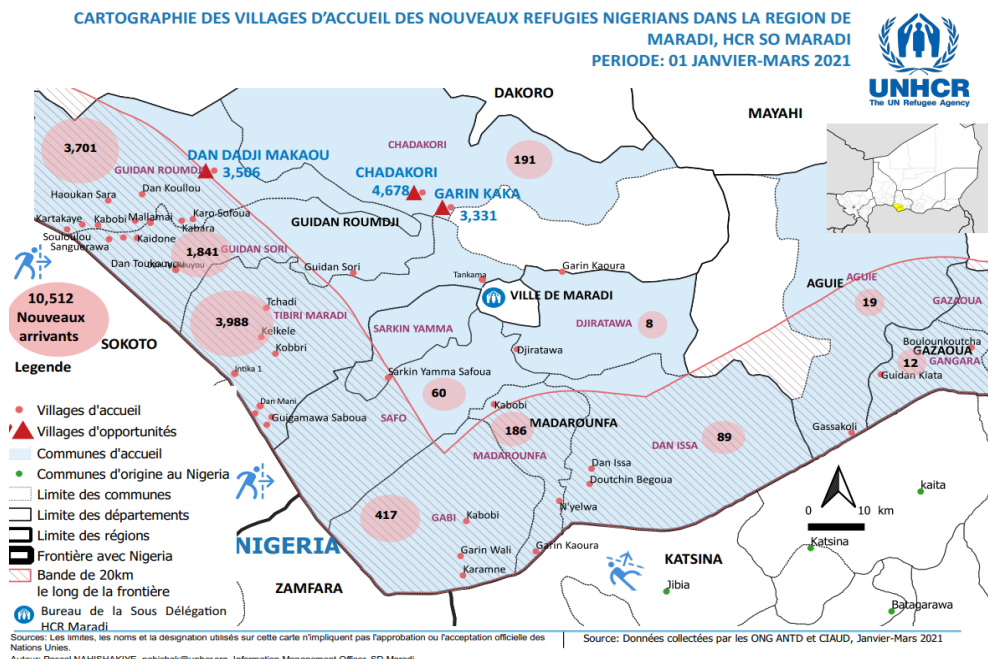 CARTOGRAPHIE DES VILLAGES D'ACCUEIL DES NOUVEAUX REFUGIES NIGERIANS DANS LA REGION DE
MARADI, HCR SO MARADI
PERIODE: 01 JANVIER-MARS 2021
UNHCR
The UN Refugee Agency
DAKORO
MAYAHI
3,701
CHADAKORI
191
DAN DADJI MAKAOU
3,506
GUIDAN ROUMDJI
CHADAKORI
4,678
GARIN KAKA
3,331
Haoukan Sara
Dan Koullou
Kartakaye
Kabobi
Mallamai
Karo Sofoua
Kabara
GUIDAN ROUMDJI
Souloulou
Sanguerawa
Kaidone
1,841
GUIDAN SORI
Dan Toukouyou
Guidan Sori
Tankama
Garin Kaoura
10,512
Nouveaux
arrivants
SOKOTO
Tchadi
TIBIRI MARADI
3,988
Kelkele
Kobbri
Intika 1
SARKIN YAMMA
VILLE DE MARADI
DJIRATAWA
8
Djiratawa
AGUIE
AGUIE
19
GAZAOUA
Boulounkoutcha
GAZAOUA
12
GANGARA
Guidan Kiata
Sarkin Yamma Safoua
60
Dan Mani
Guigamawa Saboua
SAFO
Kabobi
186
MADAROUNFA
MADAROUNFA
DAN ISSA
89
Gassakoli
Dan Issa
Doutchin Begoua
417
GABI
Kabobi
N'yelwa
Garin Wali
Garin Kaoura
Karamne
NIGERIA
ZAMFARA
KATSINA
kaita
0 10 km
Katsina
Jibia
Batagarawa
Legende
Villages d'accueil
Villages d'opportunités
Communes d'accueil
Communes d'origine au Nigeria
Limite des communes
Limite des départements
Limite des régions
Frontière avec Nigeria
Bande de 20km
le long de la frontière
Bureau de la Sous Délégation
HCR Maradi
Sources: Les limites, les noms et la designation utilisés sur cette carte n'impliquent pas l'approbation ou l'acceptation officielle des
Nations Unies.
Source: Données collectées par les ONG ANTD et CIAUD, Janvier-Mars 2021